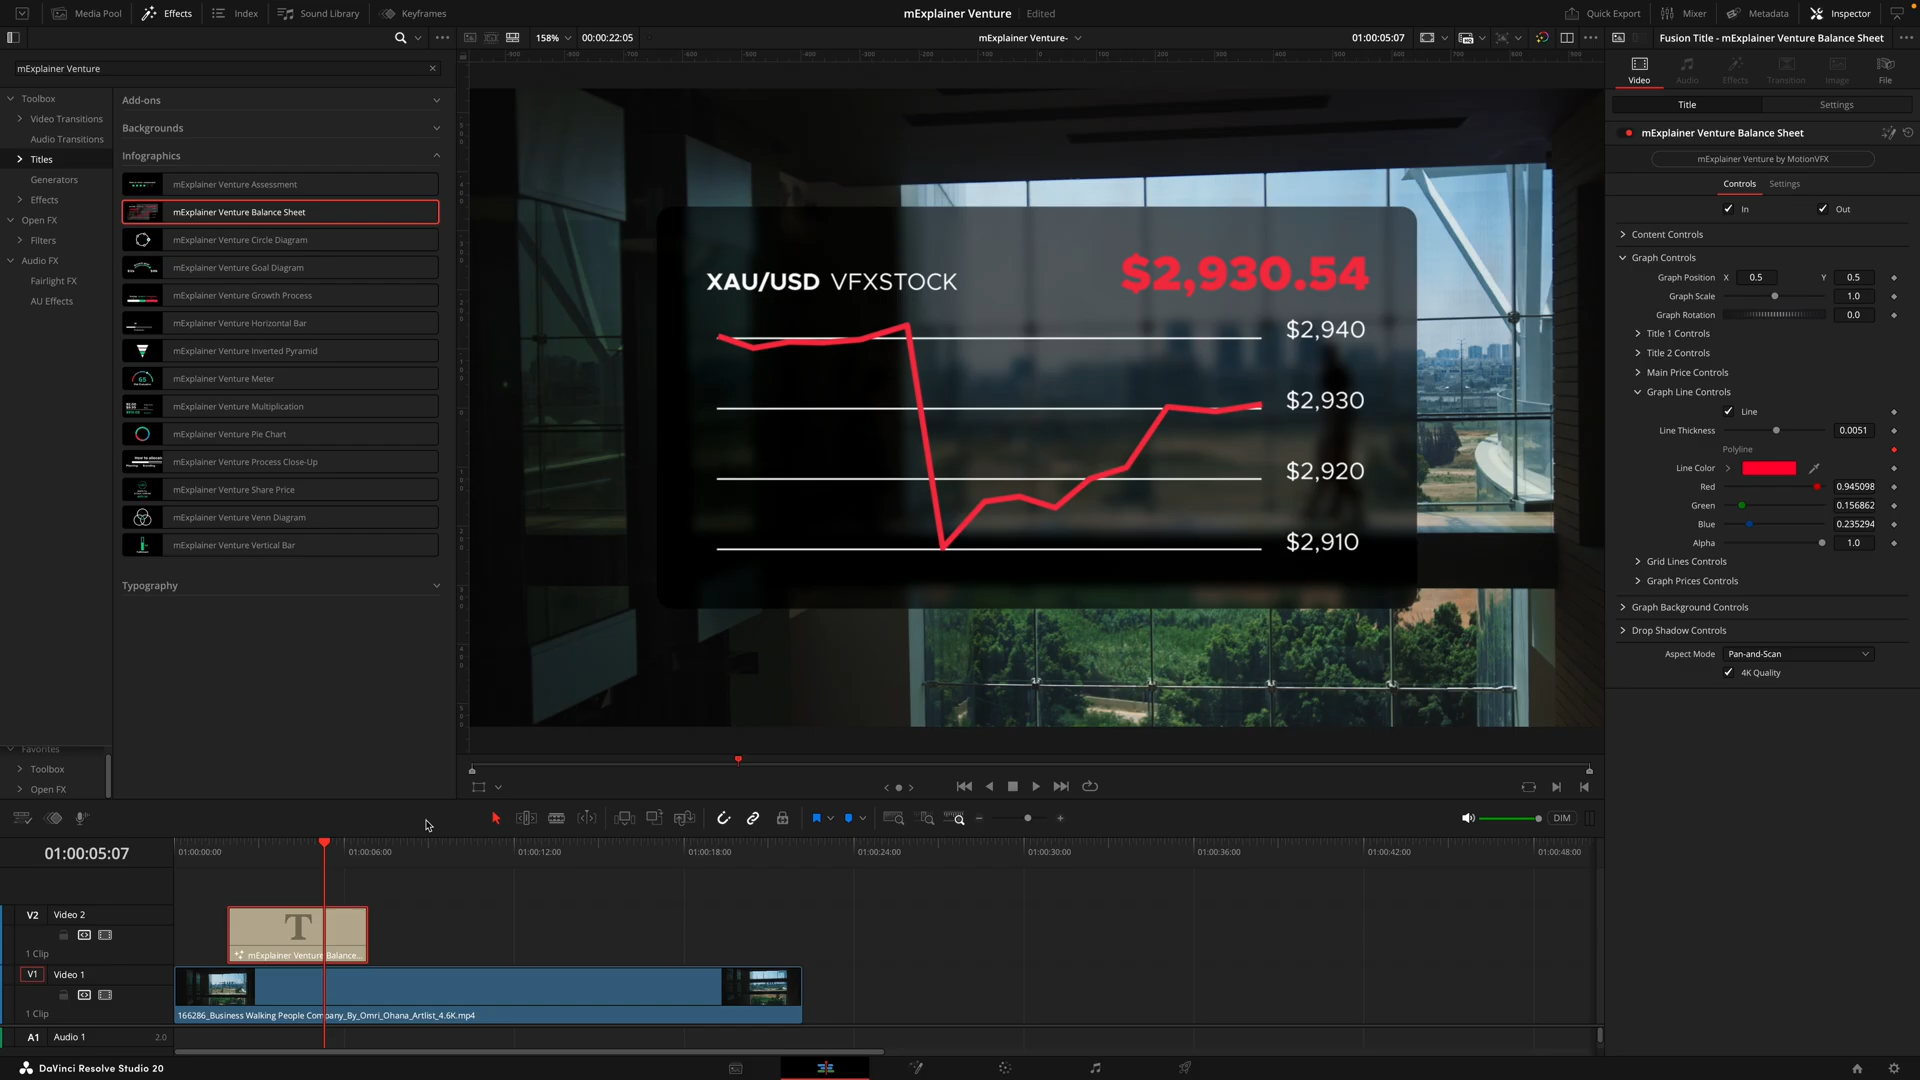 Media Pool
Effects
Index
Sound Library
Keyframes
mExplainer Venture
Edited
Quick Export
Mixer
Metadata
Inspector
158%
00:00:22:05
mExplainer Venture-
01:00:05:07
Fusion Title - mExplainer Venture Balance Sheet
mExplainer Venture
Toolbox
Video Transitions
Audio Transitions
Titles
Generators
Effects
Open FX
Filters
Audio FX
Fairlight FX
AU Effects
Favorites
Toolbox
Open FX
Add-ons
Backgrounds
Infographics
mExplainer Venture Assessment
mExplainer Venture Balance Sheet
mExplainer Venture Circle Diagram
mExplainer Venture Goal Diagram
mExplainer Venture Growth Process
mExplainer Venture Horizontal Bar
mExplainer Venture Inverted Pyramid
mExplainer Venture Meter
mExplainer Venture Multiplication
mExplainer Venture Pie Chart
mExplainer Venture Process Close-Up
mExplainer Venture Share Price
mExplainer Venture Venn Diagram
mExplainer Venture Vertical Bar
Typography
XAU/USD VFXSTOCK
$2,930.54
$2,940
$2,930
$2,920
$2,910
Video
Audio
Effects
Transition
Image
File
Title
Settings
mExplainer Venture Balance Sheet
mExplainer Venture by MotionVFX
Controls
Settings
In
Out
Content Controls
Graph Controls
Graph Position X 0.5 Y 0.5
Graph Scale 1.0
Graph Rotation 0.0
Title 1 Controls
Title 2 Controls
Main Price Controls
Graph Line Controls
Line
Line Thickness 0.0051
Polyline
Line Color
Red 0.945098
Green 0.156862
Blue 0.235294
Alpha 1.0
Grid Lines Controls
Graph Prices Controls
Graph Background Controls
Drop Shadow Controls
Aspect Mode Pan-and-Scan
4K Quality
DIM
01:00:05:07
01:00:00:00
01:00:06:00
01:00:12:00
01:00:18:00
01:00:24:00
01:00:30:00
01:00:36:00
01:00:42:00
01:00:48:00
V2 Video 2
1 Clip
T
mExplainer Venture Balance...
V1 Video 1
1 Clip
166286_Business Walking People Company_By_Omri_Ohana_Artlist_4.6K.mp4
A1 Audio 1 2.0
DaVinci Resolve Studio 20